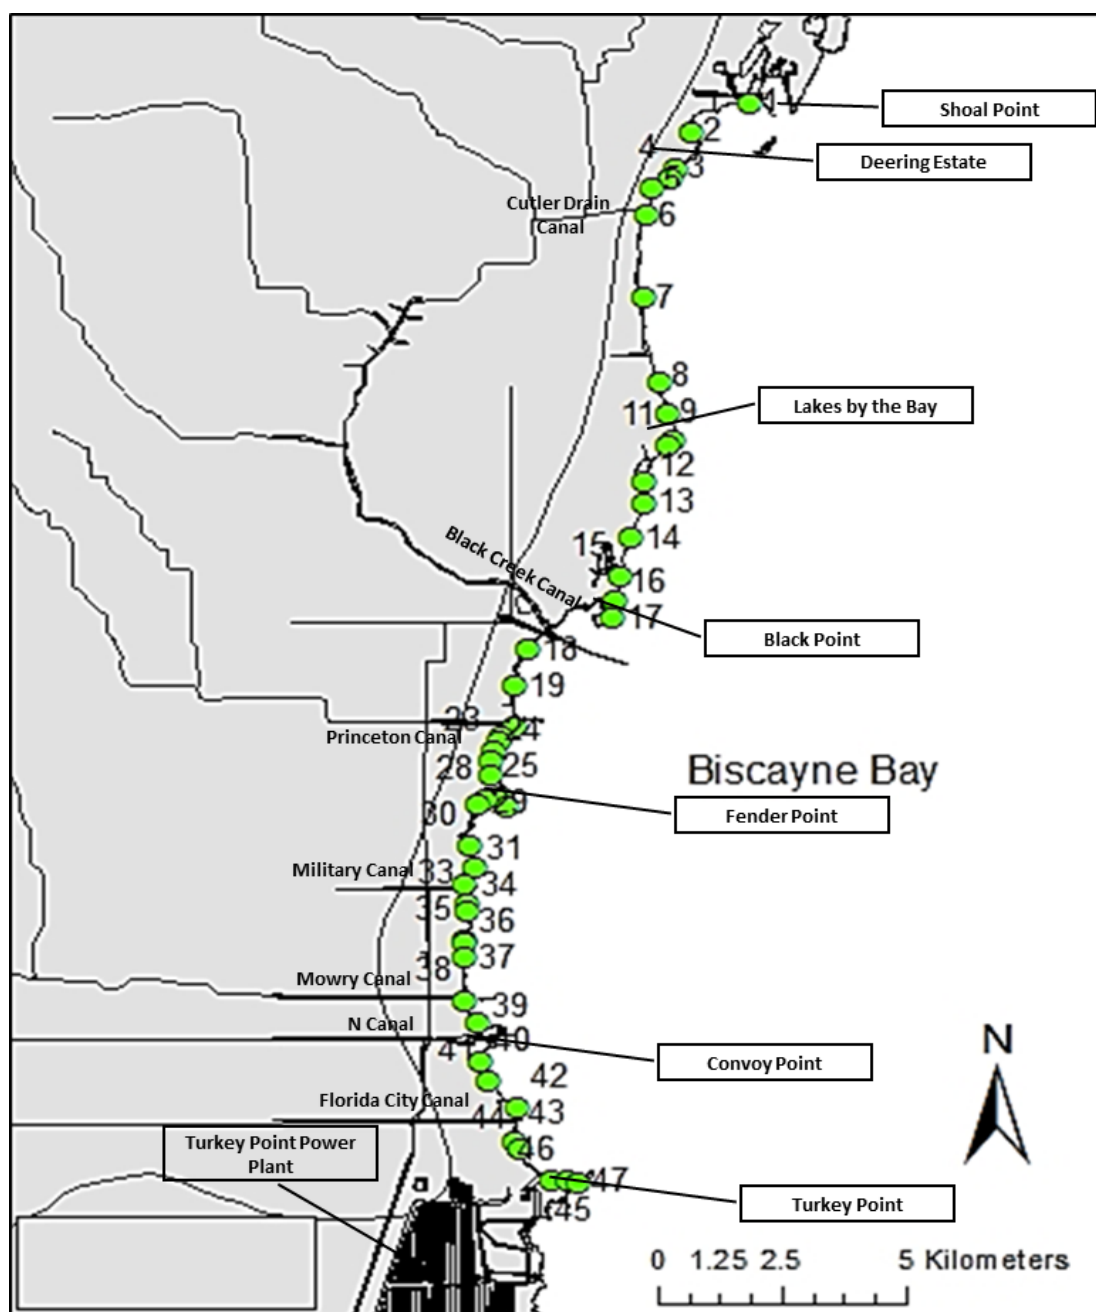 Shoal Point
2
4
Deering Estate
3
5
Cutler Drain
Canal
6
7
8
Lakes by the Bay
11
9
12
13
14
15
Black Creek Canal
16
17
Black Point
18
19
23
24
Princeton Canal
28
25
Biscayne Bay
29
30
Fender Point
31
Military Canal
33
34
35
36
37
38
Mowry Canal
39
N Canal
40
4
Convoy Point
42
Florida City Canal
43
44
Turkey Point Power
Plant
46
47
45
Turkey Point
N
0 1.25 2.5 5 Kilometers